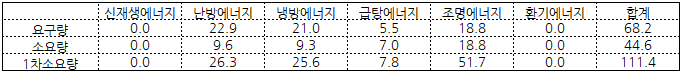 신재생에너지 난방에너지 냉방에너지 급탕에너지 조명에너지 환기에너지 합계
요구량 0.0 22.9 21.0 5.5 18.8 0.0 68.2
소요량 0.0 9.6 9.3 7.0 18.8 0.0 44.6
1차소요량 0.0 26.3 25.6 7.8 51.7 0.0 111.4